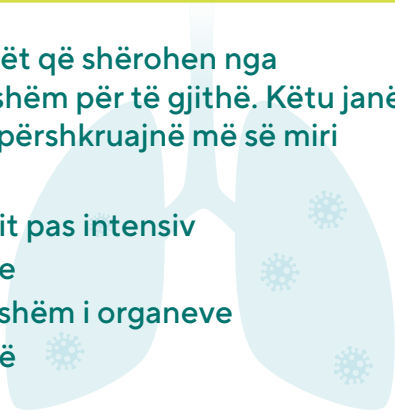 ët që shërohen nga
shëm për të gjithë. Këtu janë
përshkruajnë më së miri
it pas intensiv
e
shëm i organeve
ë